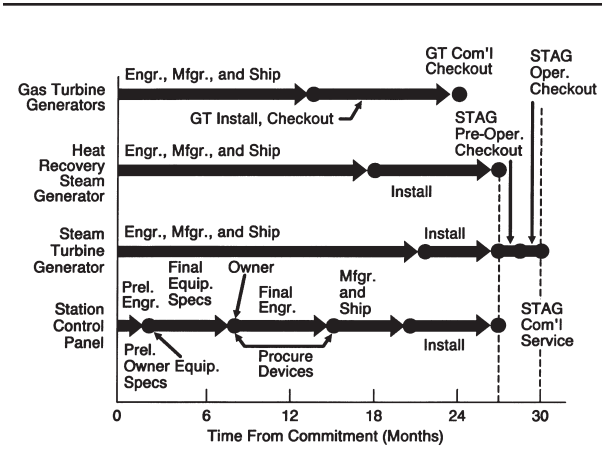 GT Com'l
Checkout
STAG
Oper.
Checkout
Engr., Mfgr., and Ship
Gas Turbine
Generators
GT Install, Checkout
STAG
Pre-Oper.
Checkout
Heat
Recovery
Steam
Generator
Engr., Mfgr., and Ship
Install
Steam
Turbine
Generator
Engr., Mfgr., and Ship
Install
Station
Control
Panel
Prel.
Engr.
Final
Equip.
Specs
Owner
Final
Engr.
Mfgr.
and
Ship
STAG
Com'l
Service
Prel.
Owner Equip.
Specs
Procure
Devices
Install
0 6 12 18 24 30
Time From Commitment (Months)